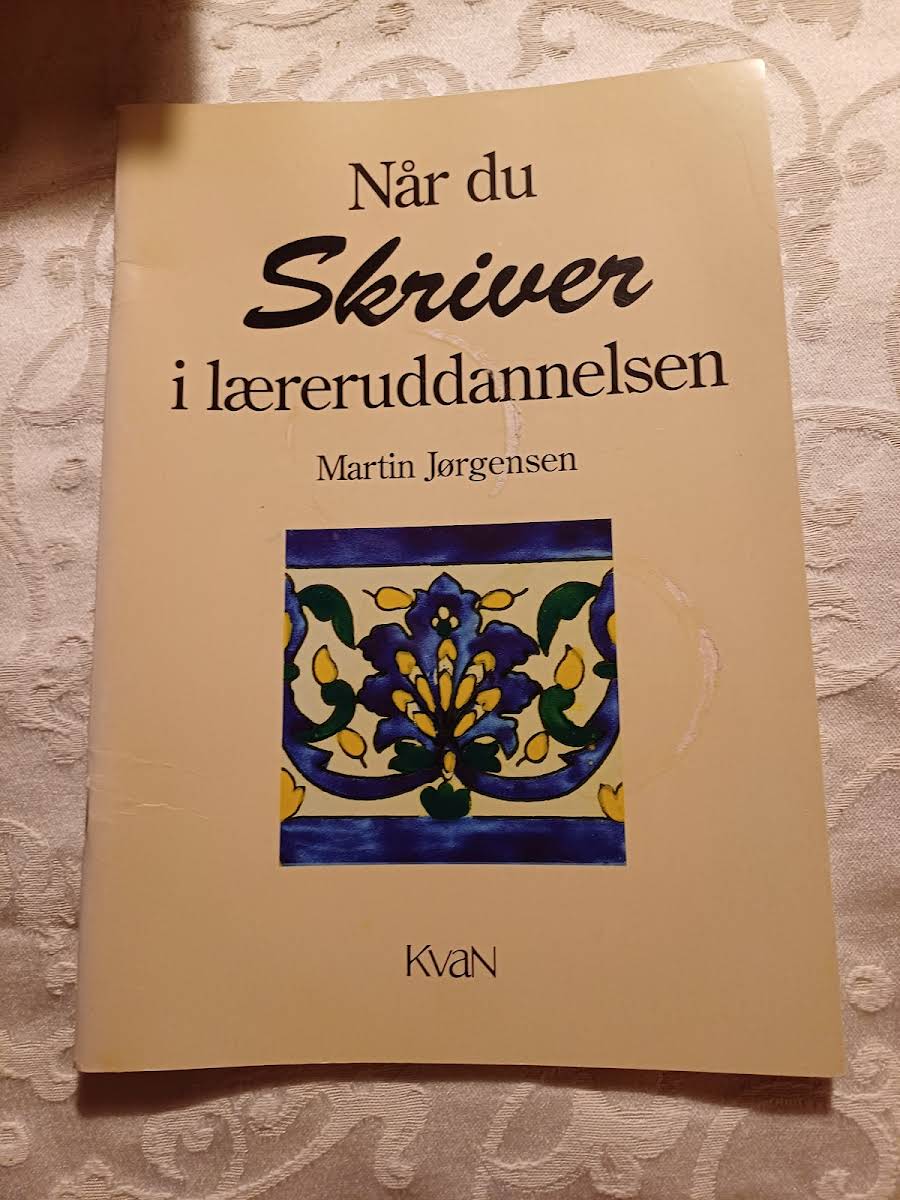 Når du
Skriver
i læreruddannelsen
Martin Jørgensen
KvaN